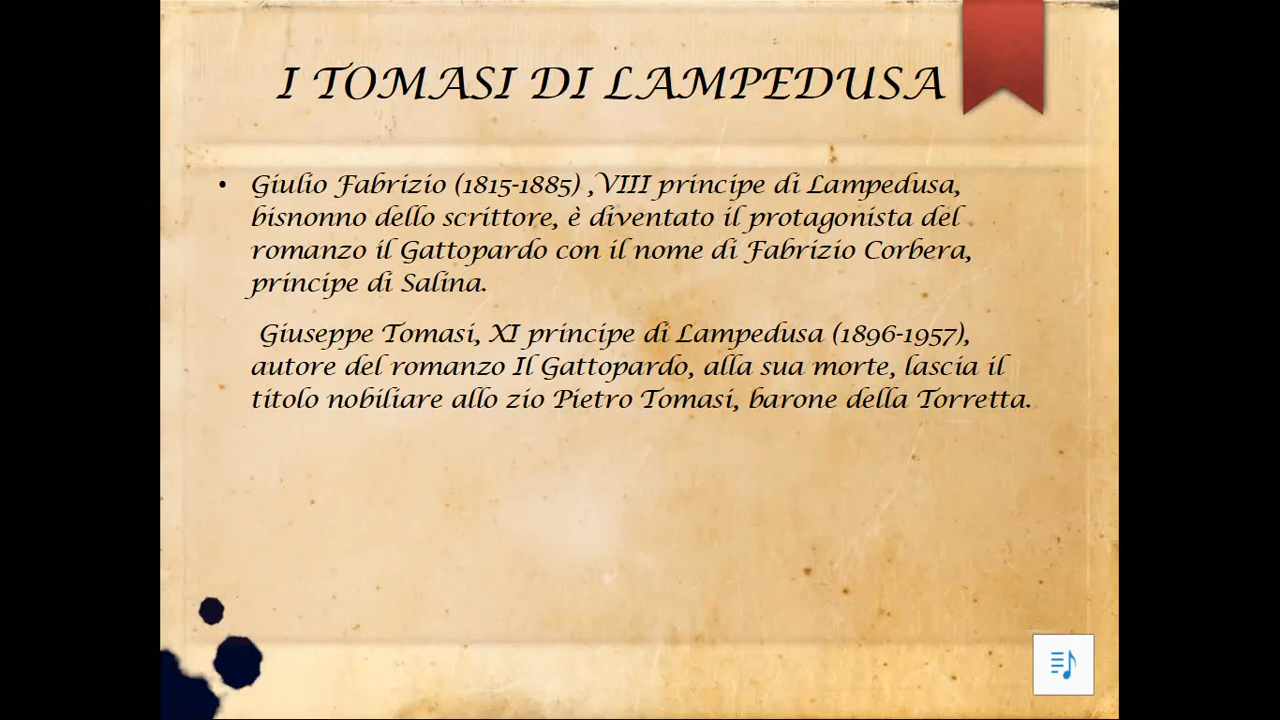 I TOMASI DI LAMPEDUSA
• Giulio Fabrizio (1815-1885) ,VIII principe di Lampedusa,
bisnonno dello scrittore, è diventato il protagonista del
romanzo il Gattopardo con il nome di Fabrizio Corbera,
principe di Salina.
Giuseppe Tomasi, XI principe di Lampedusa (1896-1957),
autore del romanzo Il Gattopardo, alla sua morte, lascia il
titolo nobiliare allo zio Pietro Tomasi, barone della Torretta.